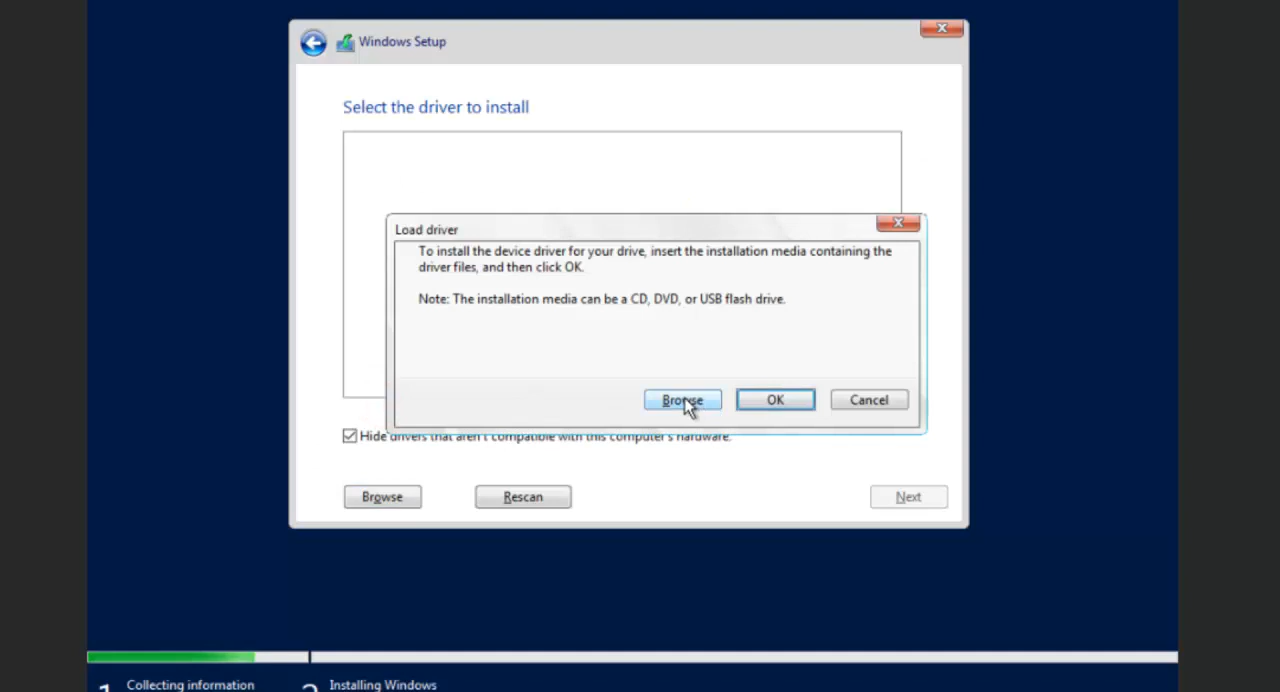 Windows Setup
Select the driver to install
Load driver
To install the device driver for your drive, insert the installation media containing the
driver files, and then click OK.
Note: The installation media can be a CD, DVD, or USB flash drive.
Browse OK Cancel
Hide drivers that aren't compatible with this computer's hardware.
Browse Rescan Next
1 Collecting information 2 Installing Windows